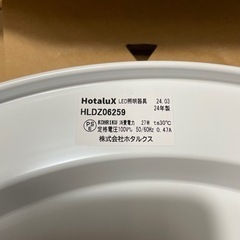 HotaluX LED照明器具 24.03
HLDZ06259 24年製
PSE KOHRIKU 消費電力 27W ta30℃
定格電圧100V 50/60Hz 0.47A
株式会社ホタルクス